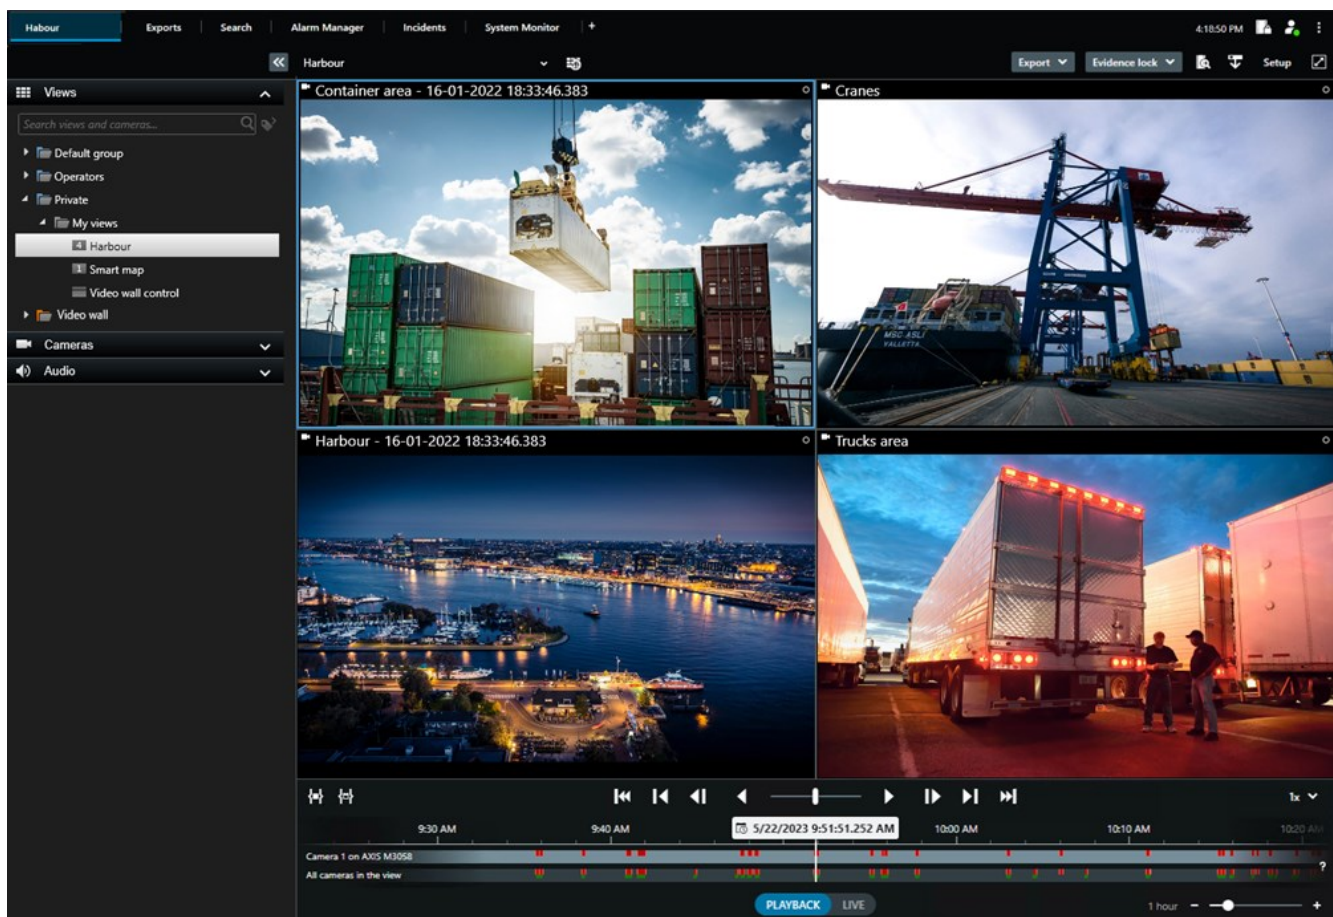 Habour
Exports
Search
Alarm Manager
Incidents
System Monitor
+
4:18:50 PM
Harbour
Export
Evidence lock
Setup
Views
Search views and cameras...
Default group
Operators
Private
My views
4 Harbour
1 Smart map
Video wall control
Video wall
Cameras
Audio
Container area - 16-01-2022 18:33:46.383
Cranes
MSC ASLI
VALLETTA
Harbour - 16-01-2022 18:33:46.383
Trucks area
1x
9:30 AM
9:40 AM
5/22/2023 9:51:51.252 AM
10:00 AM
10:10 AM
10:20 AM
Camera 1 on AXIS M3058
All cameras in the view
?
PLAYBACK
LIVE
1 hour
-
+